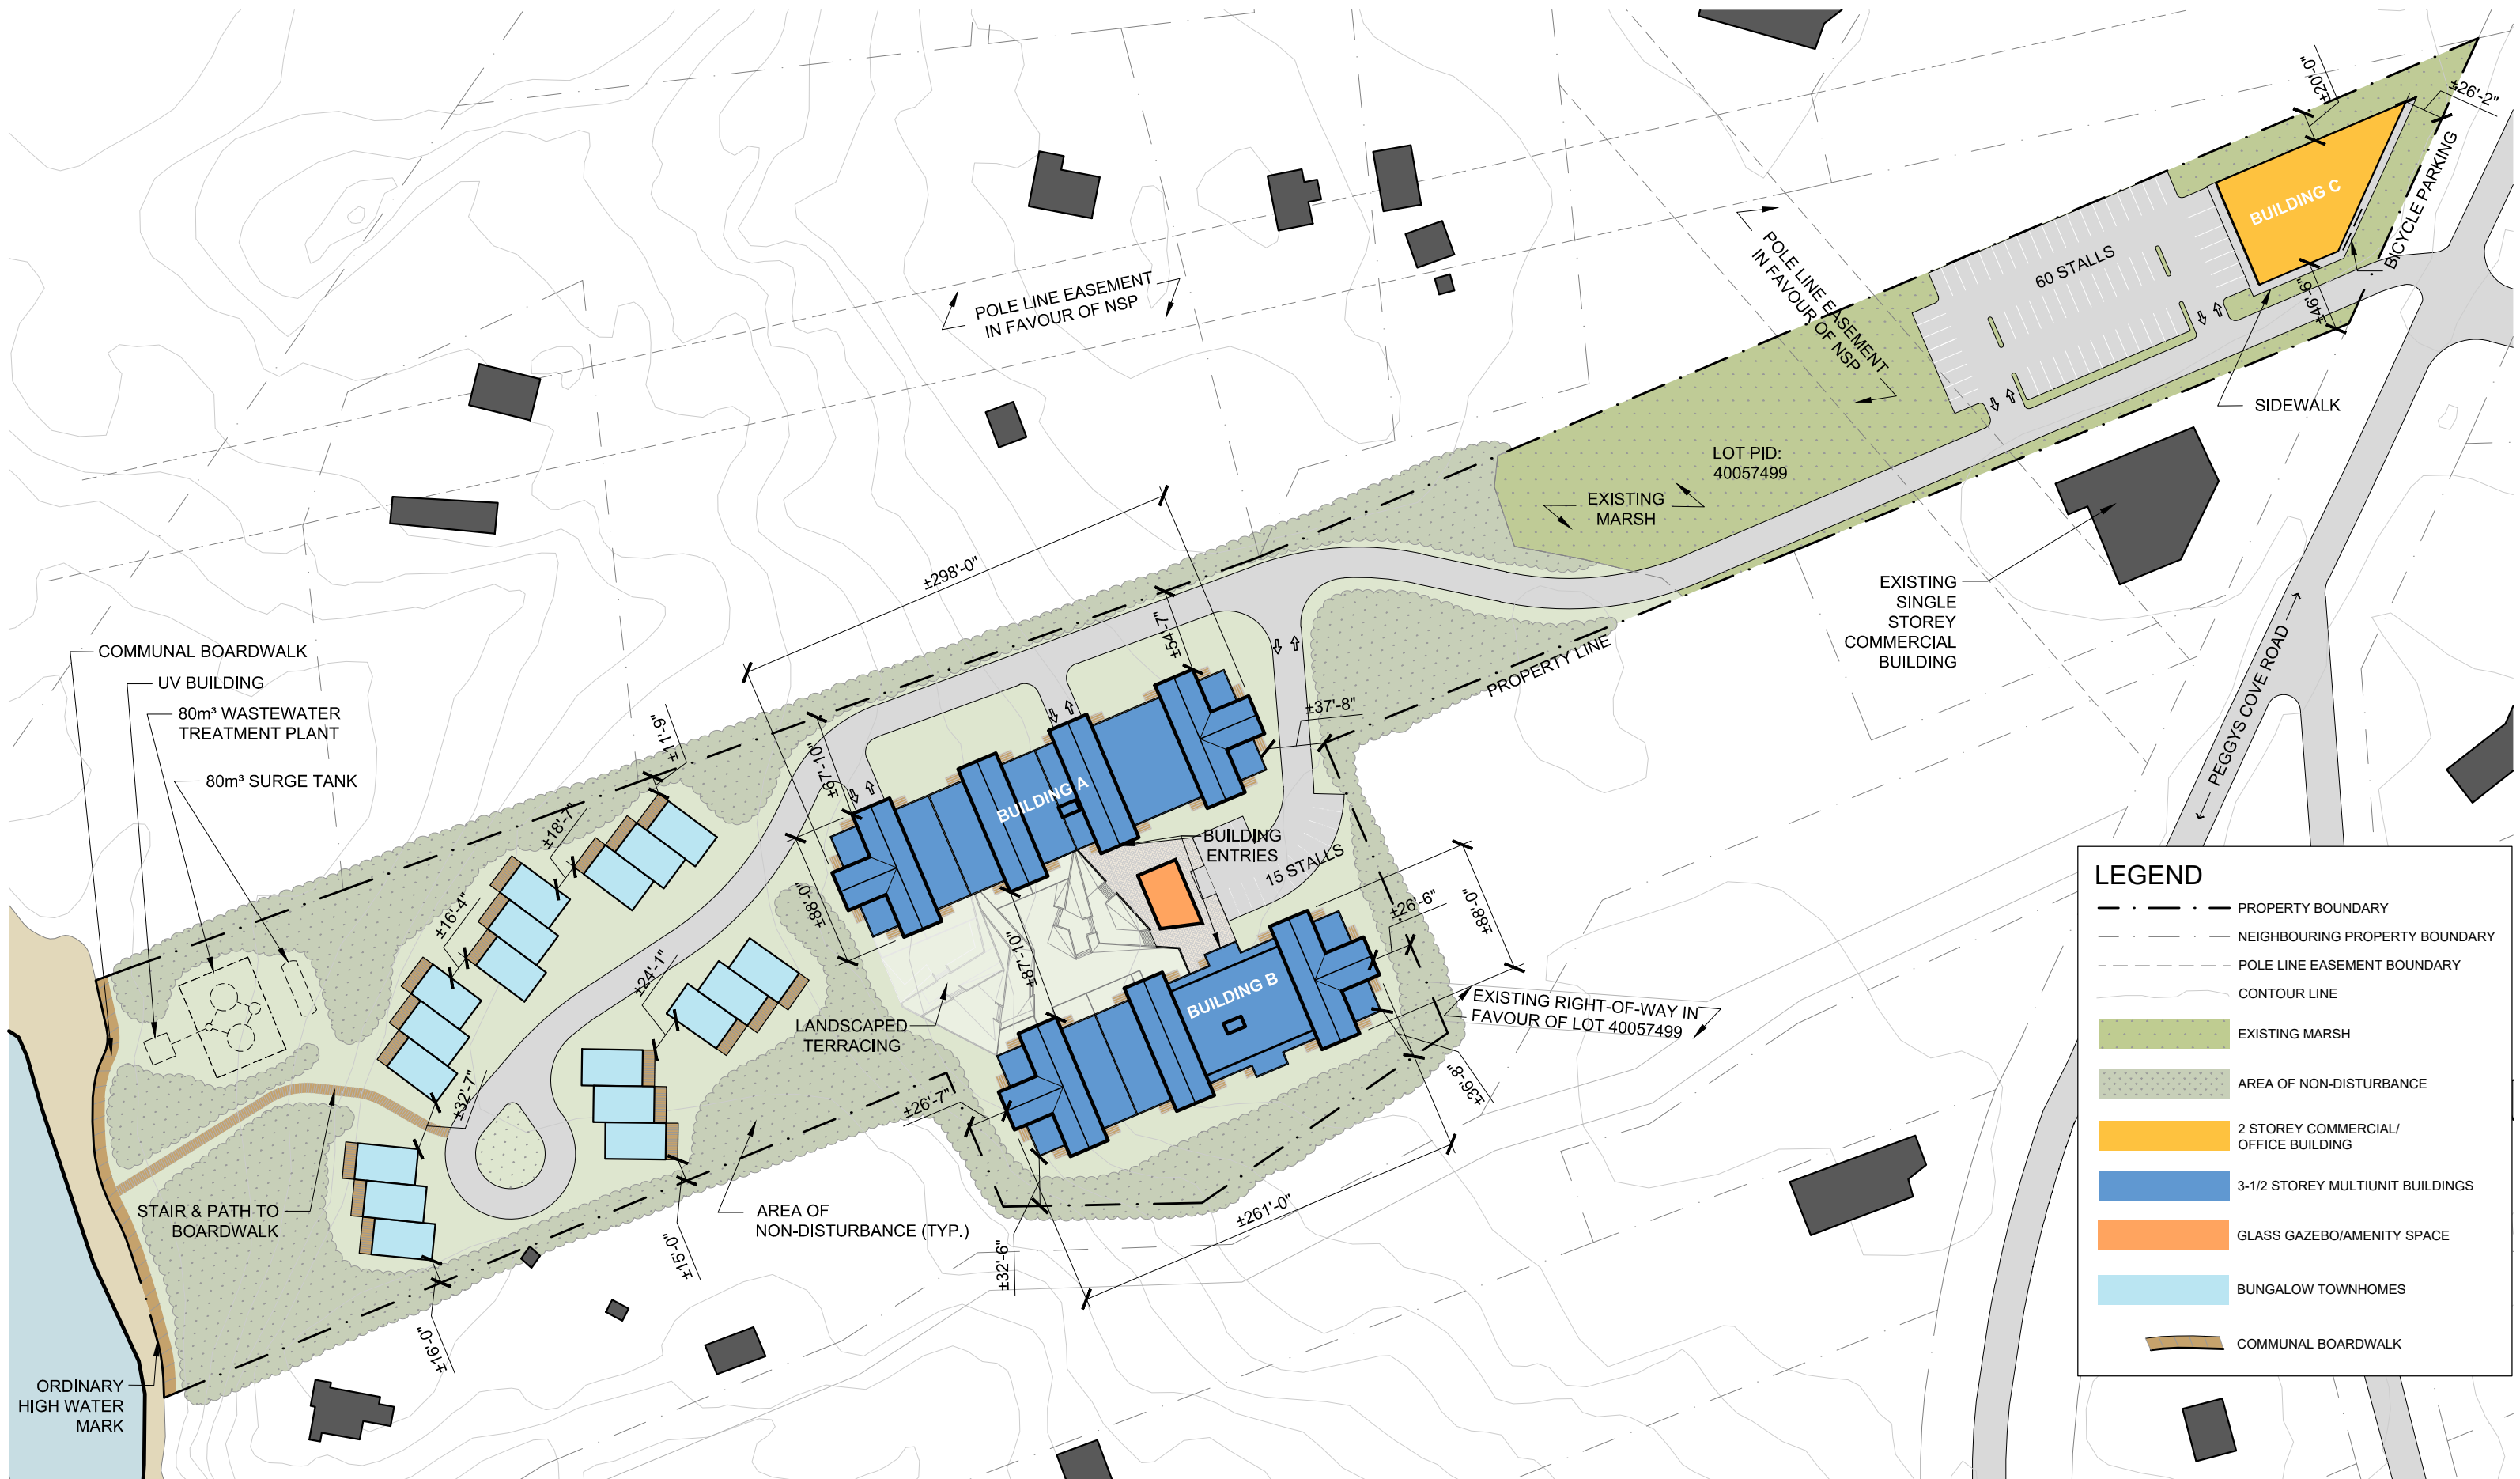 ±20'-0"
±26'-2"
BICYCLE PARKING
BUILDING C
60 STALLS
±46'-6"
SIDEWALK
POLE LINE EASEMENT
IN FAVOUR OF NSP
POLE LINE EASEMENT
IN FAVOUR OF NSP
LOT PID:
40057499
EXISTING
MARSH
EXISTING
SINGLE
STOREY
COMMERCIAL
BUILDING
PEGGYS COVE ROAD
PROPERTY LINE
±298'-0"
±54'-7"
±37'-8"
±67'-10"
±11'-9"
±18'-7"
±16'-4"
±88'-0"
±24'-1"
±32'-7"
COMMUNAL BOARDWALK
UV BUILDING
80m³ WASTEWATER
TREATMENT PLANT
80m³ SURGE TANK
BUILDING A
BUILDING
ENTRIES
15 STALLS
±87'-10"
BUILDING B
±26'-6"
±88'-0"
EXISTING RIGHT-OF-WAY IN
FAVOUR OF LOT 40057499
±36'-8"
LANDSCAPED
TERRACING
±26'-7"
±261'-0"
±32'-6"
AREA OF
NON-DISTURBANCE (TYP.)
±15'-0"
±16'-0"
STAIR & PATH TO
BOARDWALK
ORDINARY
HIGH WATER
MARK
LEGEND
PROPERTY BOUNDARY
NEIGHBOURING PROPERTY BOUNDARY
POLE LINE EASEMENT BOUNDARY
CONTOUR LINE
EXISTING MARSH
AREA OF NON-DISTURBANCE
2 STOREY COMMERCIAL/
OFFICE BUILDING
3-1/2 STOREY MULTIUNIT BUILDINGS
GLASS GAZEBO/AMENITY SPACE
BUNGALOW TOWNHOMES
COMMUNAL BOARDWALK